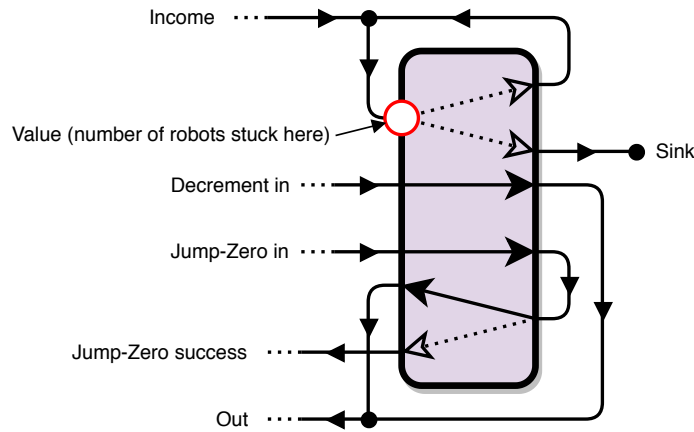 Income
Value (number of robots stuck here)
Sink
Decrement in
Jump-Zero in
Jump-Zero success
Out